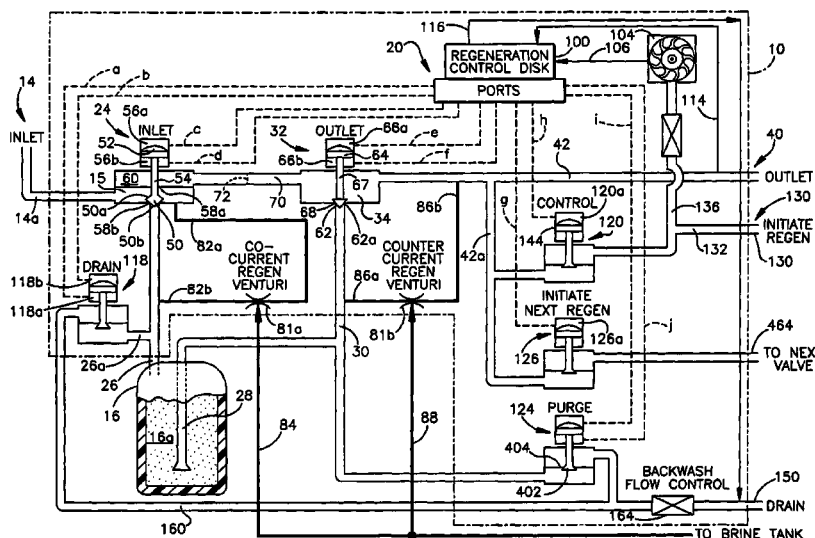 116
104
10
20
REGENERATION
CONTROL DISK
100
106
14
a
b
PORTS
INLET
24
INLET
56a
52
56b
c
d
32
OUTLET
66b
66a
64
e
f
h
i
42
114
40
OUTLET
15
60
54
72
70
67
68
34
86b
CONTROL
120a
136
130
14a
50a
58b
50b
58a
50
82a
62
62a
g
144
120
132
INITIATE
REGEN
130
DRAIN
118
118b
118a
CO-
CURRENT
REGEN
VENTURI
82b
COUNTER
CURRENT
REGEN
VENTURI
86a
42a
INITIATE
NEXT REGEN
j
81a
81b
126
126a
464
26a
26
30
TO NEXT
VALVE
16
28
16a
84
88
PURGE
124
404
402
BACKWASH
FLOW CONTROL
150
DRAIN
160
164
TO BRINE TANK